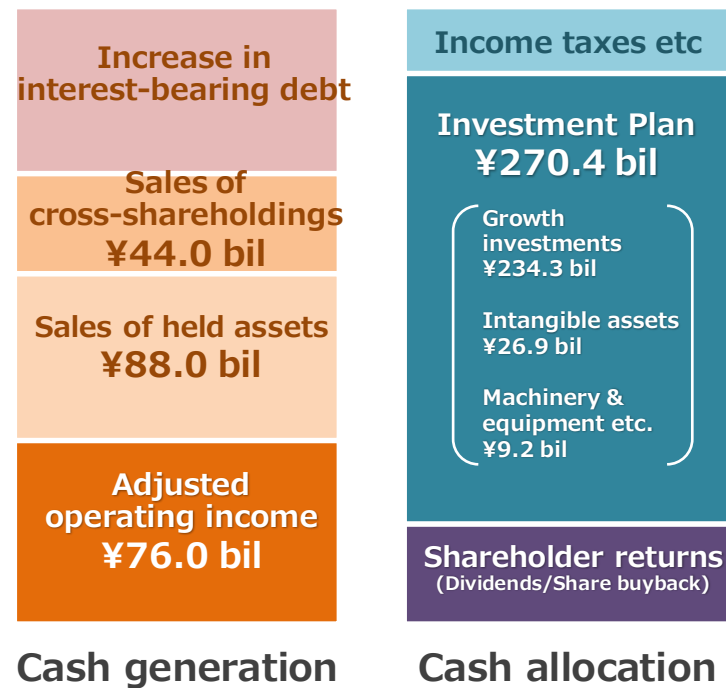 Increase in
interest-bearing debt
Sales of
cross-shareholdings
¥44.0 bil
Sales of held assets
¥88.0 bil
Adjusted
operating income
¥76.0 bil
Cash generation
Income taxes etc
Investment Plan
¥270.4 bil
Growth
investments
¥234.3 bil
Intangible assets
¥26.9 bil
Machinery &
equipment etc.
¥9.2 bil
Shareholder returns
(Dividends/Share buyback)
Cash allocation